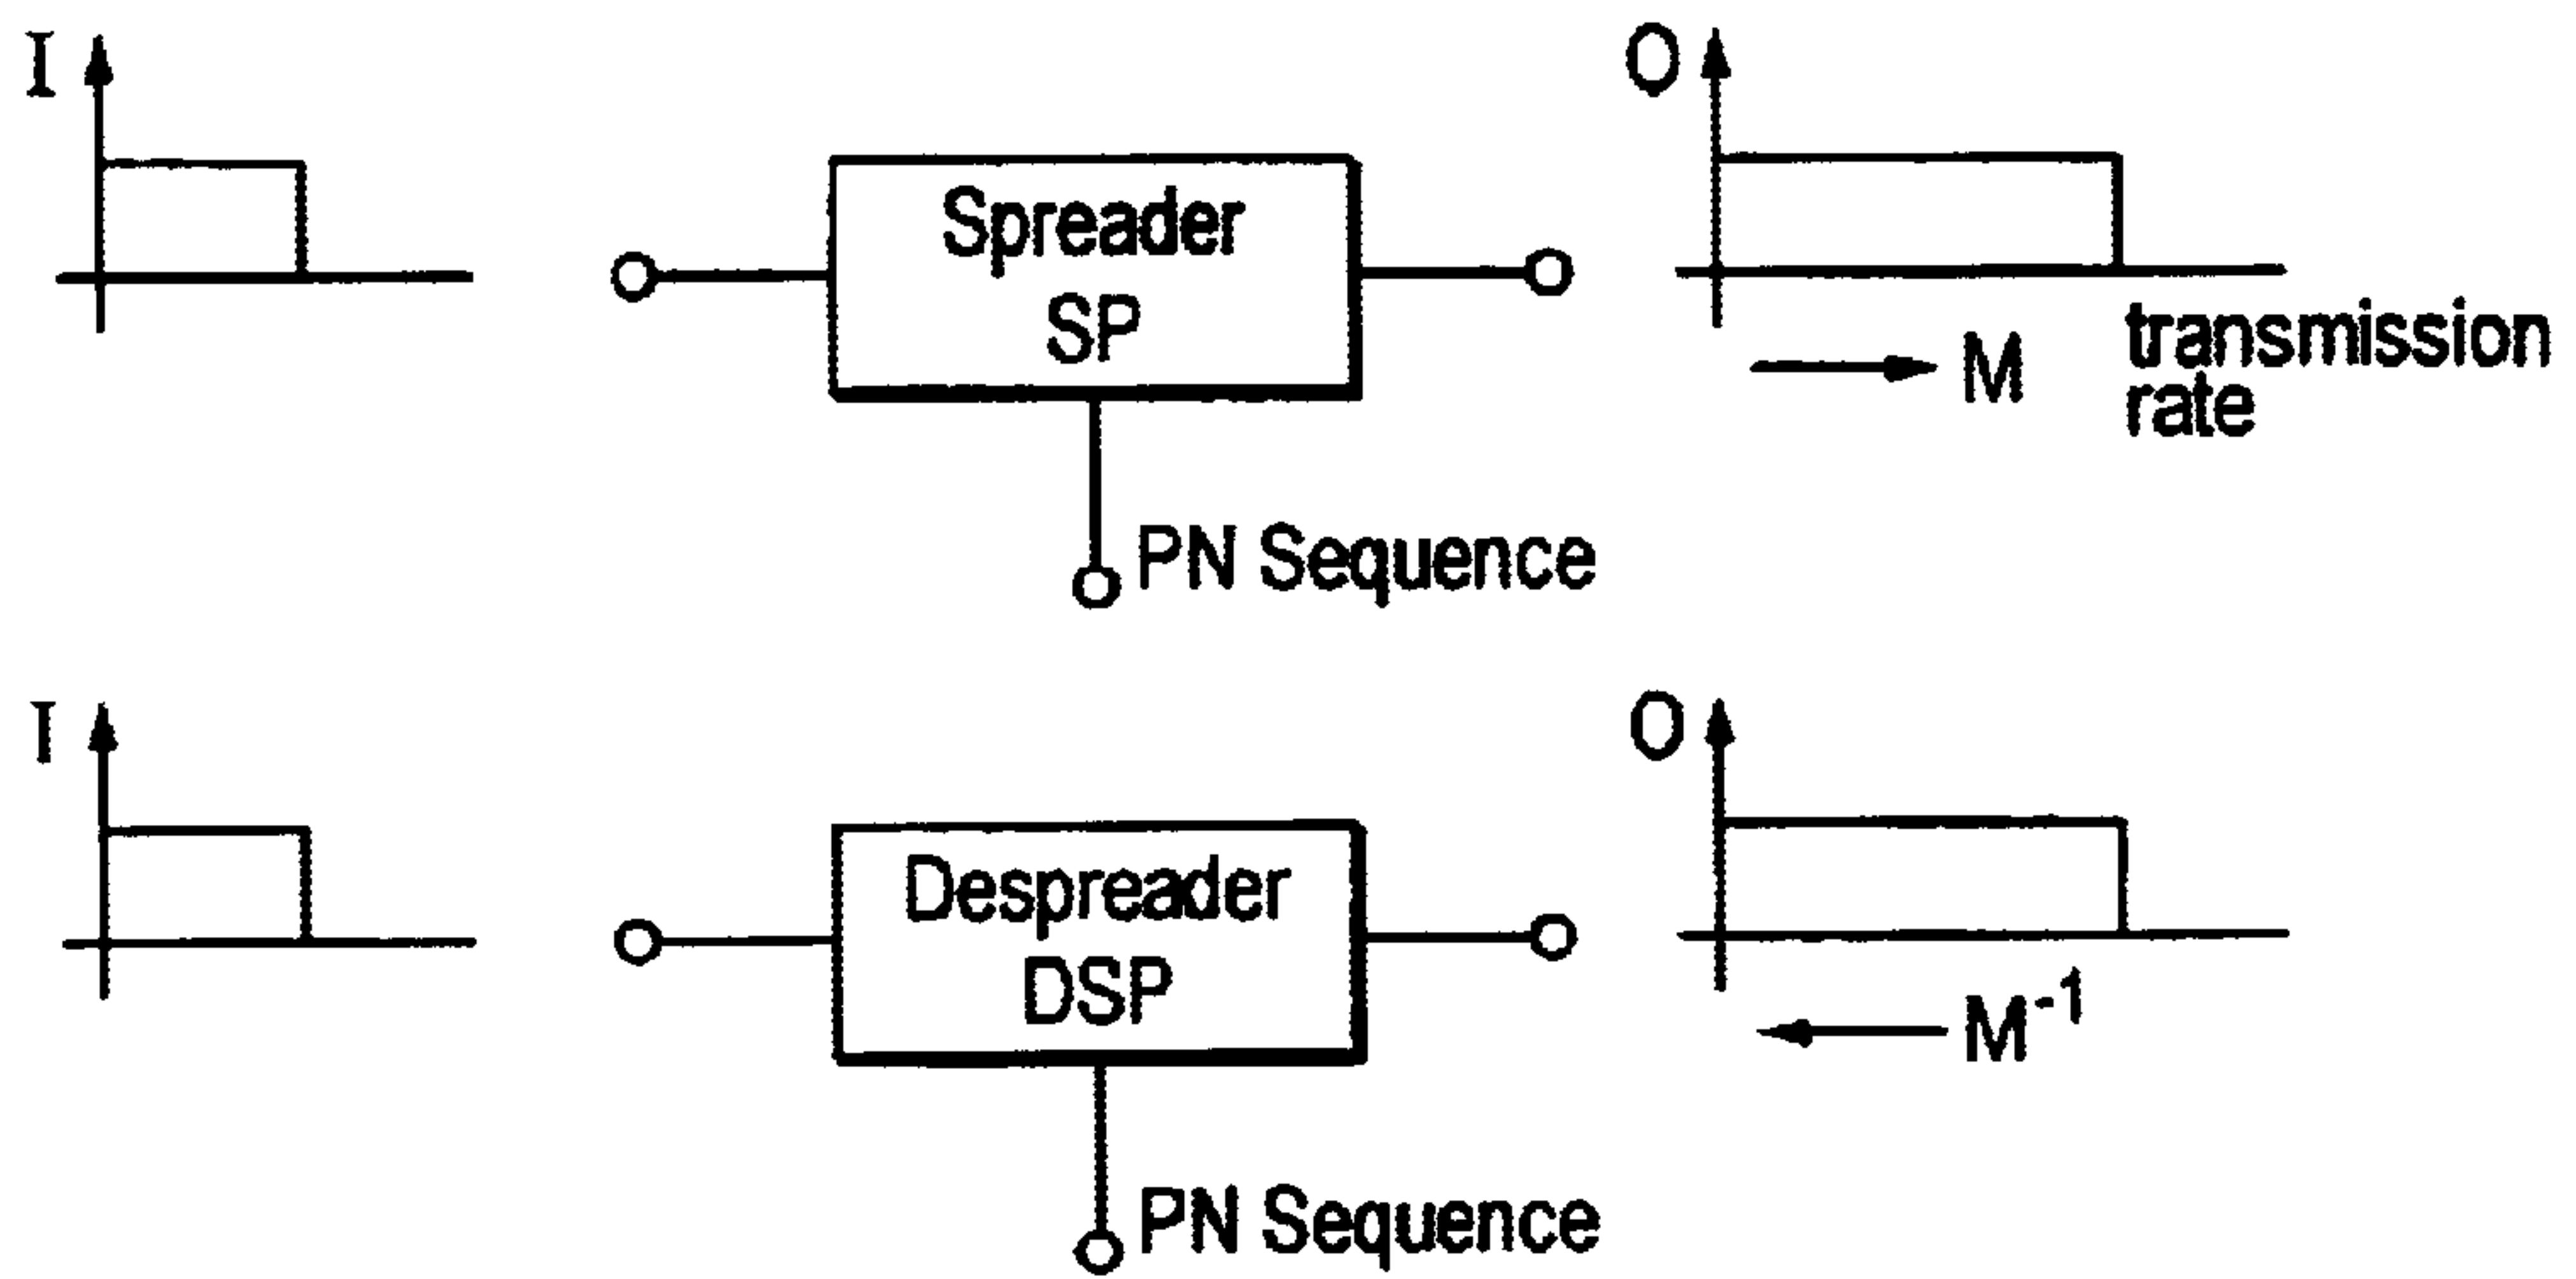 I
O
Spreader
SP
M
transmission
rate
PN Sequence
I
O
Despreader
DSP
M⁻¹
PN Sequence